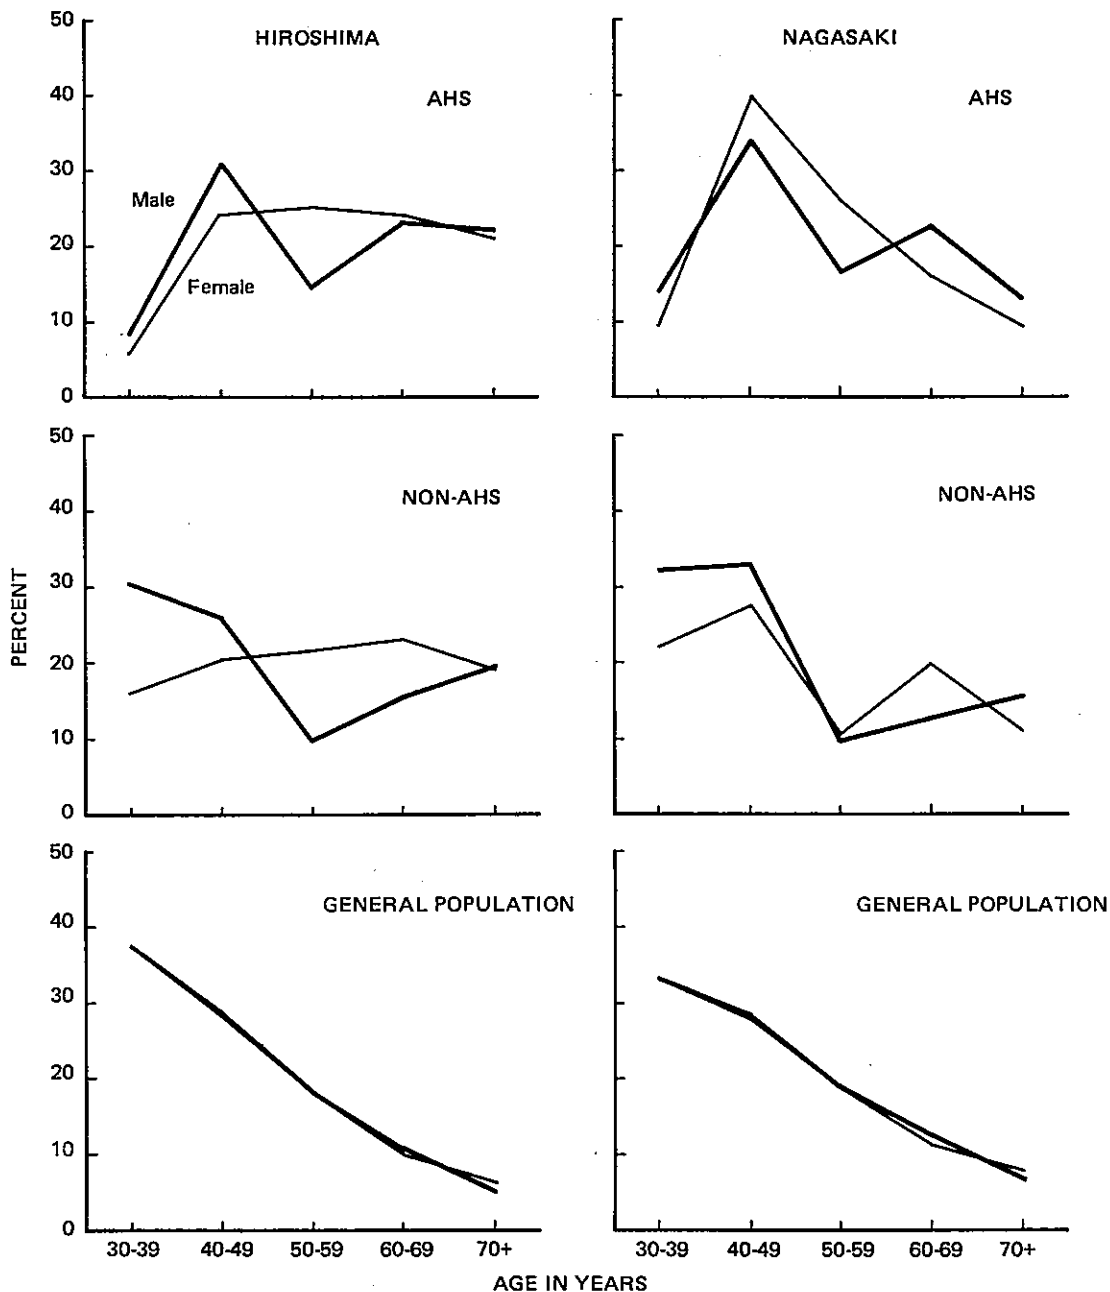 HIROSHIMA
NAGASAKI
50
40
30
20
10
0
AHS
AHS
Male
Female
50
40
30
20
10
0
NON-AHS
NON-AHS
PERCENT
50
40
30
20
10
0
GENERAL POPULATION
GENERAL POPULATION
30-39 40-49 50-59 60-69 70+
30-39 40-49 50-59 60-69 70+
AGE IN YEARS